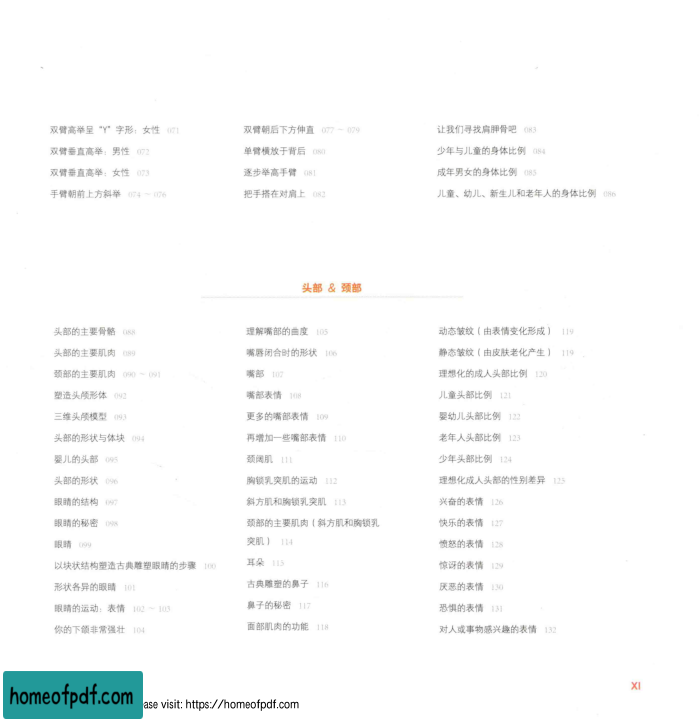 双臂高举呈“Y”字形：女性 071
双臂垂直高举：男性 072
双臂垂直高举：女性 073
手臂朝前上方斜举 074 ~ 076
双臂朝后下方伸直 077 ~ 079
单臂横放于背后 080
逐步举高手臂 081
把手搭在对肩上 082
让我们寻找肩胛骨吧 083
少年与儿童的身体比例 084
成年男女的身体比例 085
儿童、幼儿、新生儿和老年人的身体比例 086
头部 & 颈部
头部的主要骨骼 088
头部的主要肌肉 089
颈部的主要肌肉 090 ~ 091
塑造头颅形体 092
三维头颅模型 093
头部的形状与体块 094
婴儿的头部 095
头部的形状 096
眼睛的结构 097
眼睛的秘密 098
眼睛 099
以块状结构塑造古典雕塑眼睛的步骤 100
形状各异的眼睛 101
眼睛的运动：表情 102 ~ 103
你的下颌非常强壮 104
理解嘴部的曲度 105
嘴唇闭合时的形状 106
嘴部 107
嘴部表情 108
更多的嘴部表情 109
再增加一些嘴部表情 110
颈阔肌 111
胸锁乳突肌的运动 112
斜方肌和胸锁乳突肌 113
颈部的主要肌肉（斜方肌和胸锁乳
突肌） 114
耳朵 115
古典雕塑的鼻子 116
鼻子的秘密 117
面部肌肉的功能 118
动态皱纹（由表情变化形成） 119
静态皱纹（由皮肤老化产生） 119
理想化的成人头部比例 120
儿童头部比例 121
婴幼儿头部比例 122
老年人头部比例 123
少年头部比例 124
理想化成人头部的性别差异 125
兴奋的表情 126
快乐的表情 127
愤怒的表情 128
惊讶的表情 129
厌恶的表情 130
恐惧的表情 131
对人或事物感兴趣的表情 132
XI
homeofpdf.com
ase visit: https://homeofpdf.com